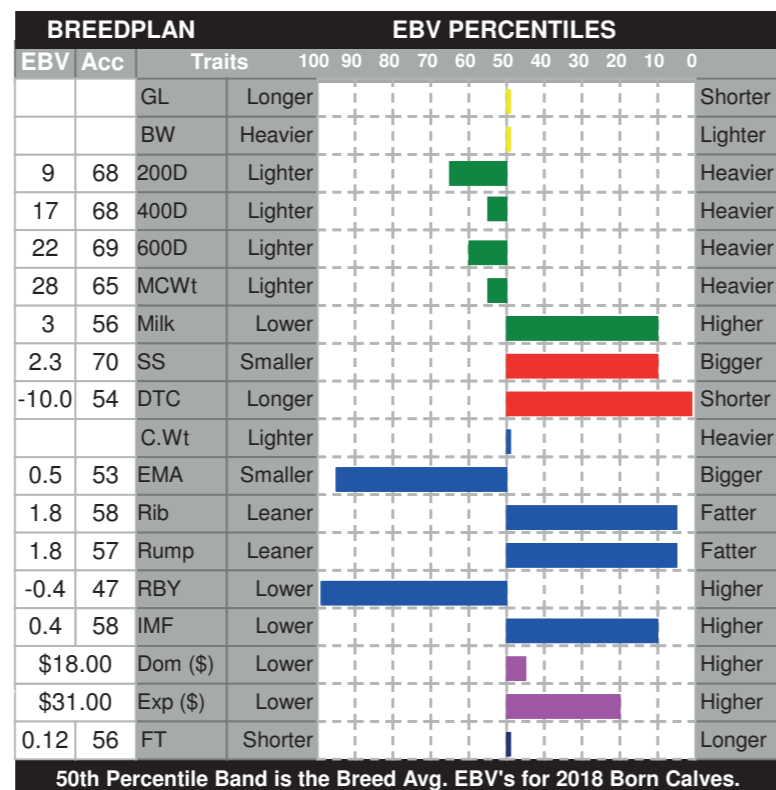 BREEDPLAN EBV PERCENTILES
EBV Acc Traits 100 90 80 70 60 50 40 30 20 10 0
GL Longer Shorter
BW Heavier Lighter
9 68 200D Lighter Heavier
17 68 400D Lighter Heavier
22 69 600D Lighter Heavier
28 65 MCWt Lighter Heavier
3 56 Milk Lower Higher
2.3 70 SS Smaller Bigger
-10.0 54 DTC Longer Shorter
C.Wt Lighter Heavier
0.5 53 EMA Smaller Bigger
1.8 58 Rib Leaner Fatter
1.8 57 Rump Leaner Fatter
-0.4 47 RBY Lower Higher
0.4 58 IMF Lower Higher
$18.00 Dom ($) Lower Higher
$31.00 Exp ($) Lower Higher
0.12 56 FT Shorter Longer
50th Percentile Band is the Breed Avg. EBV's for 2018 Born Calves.